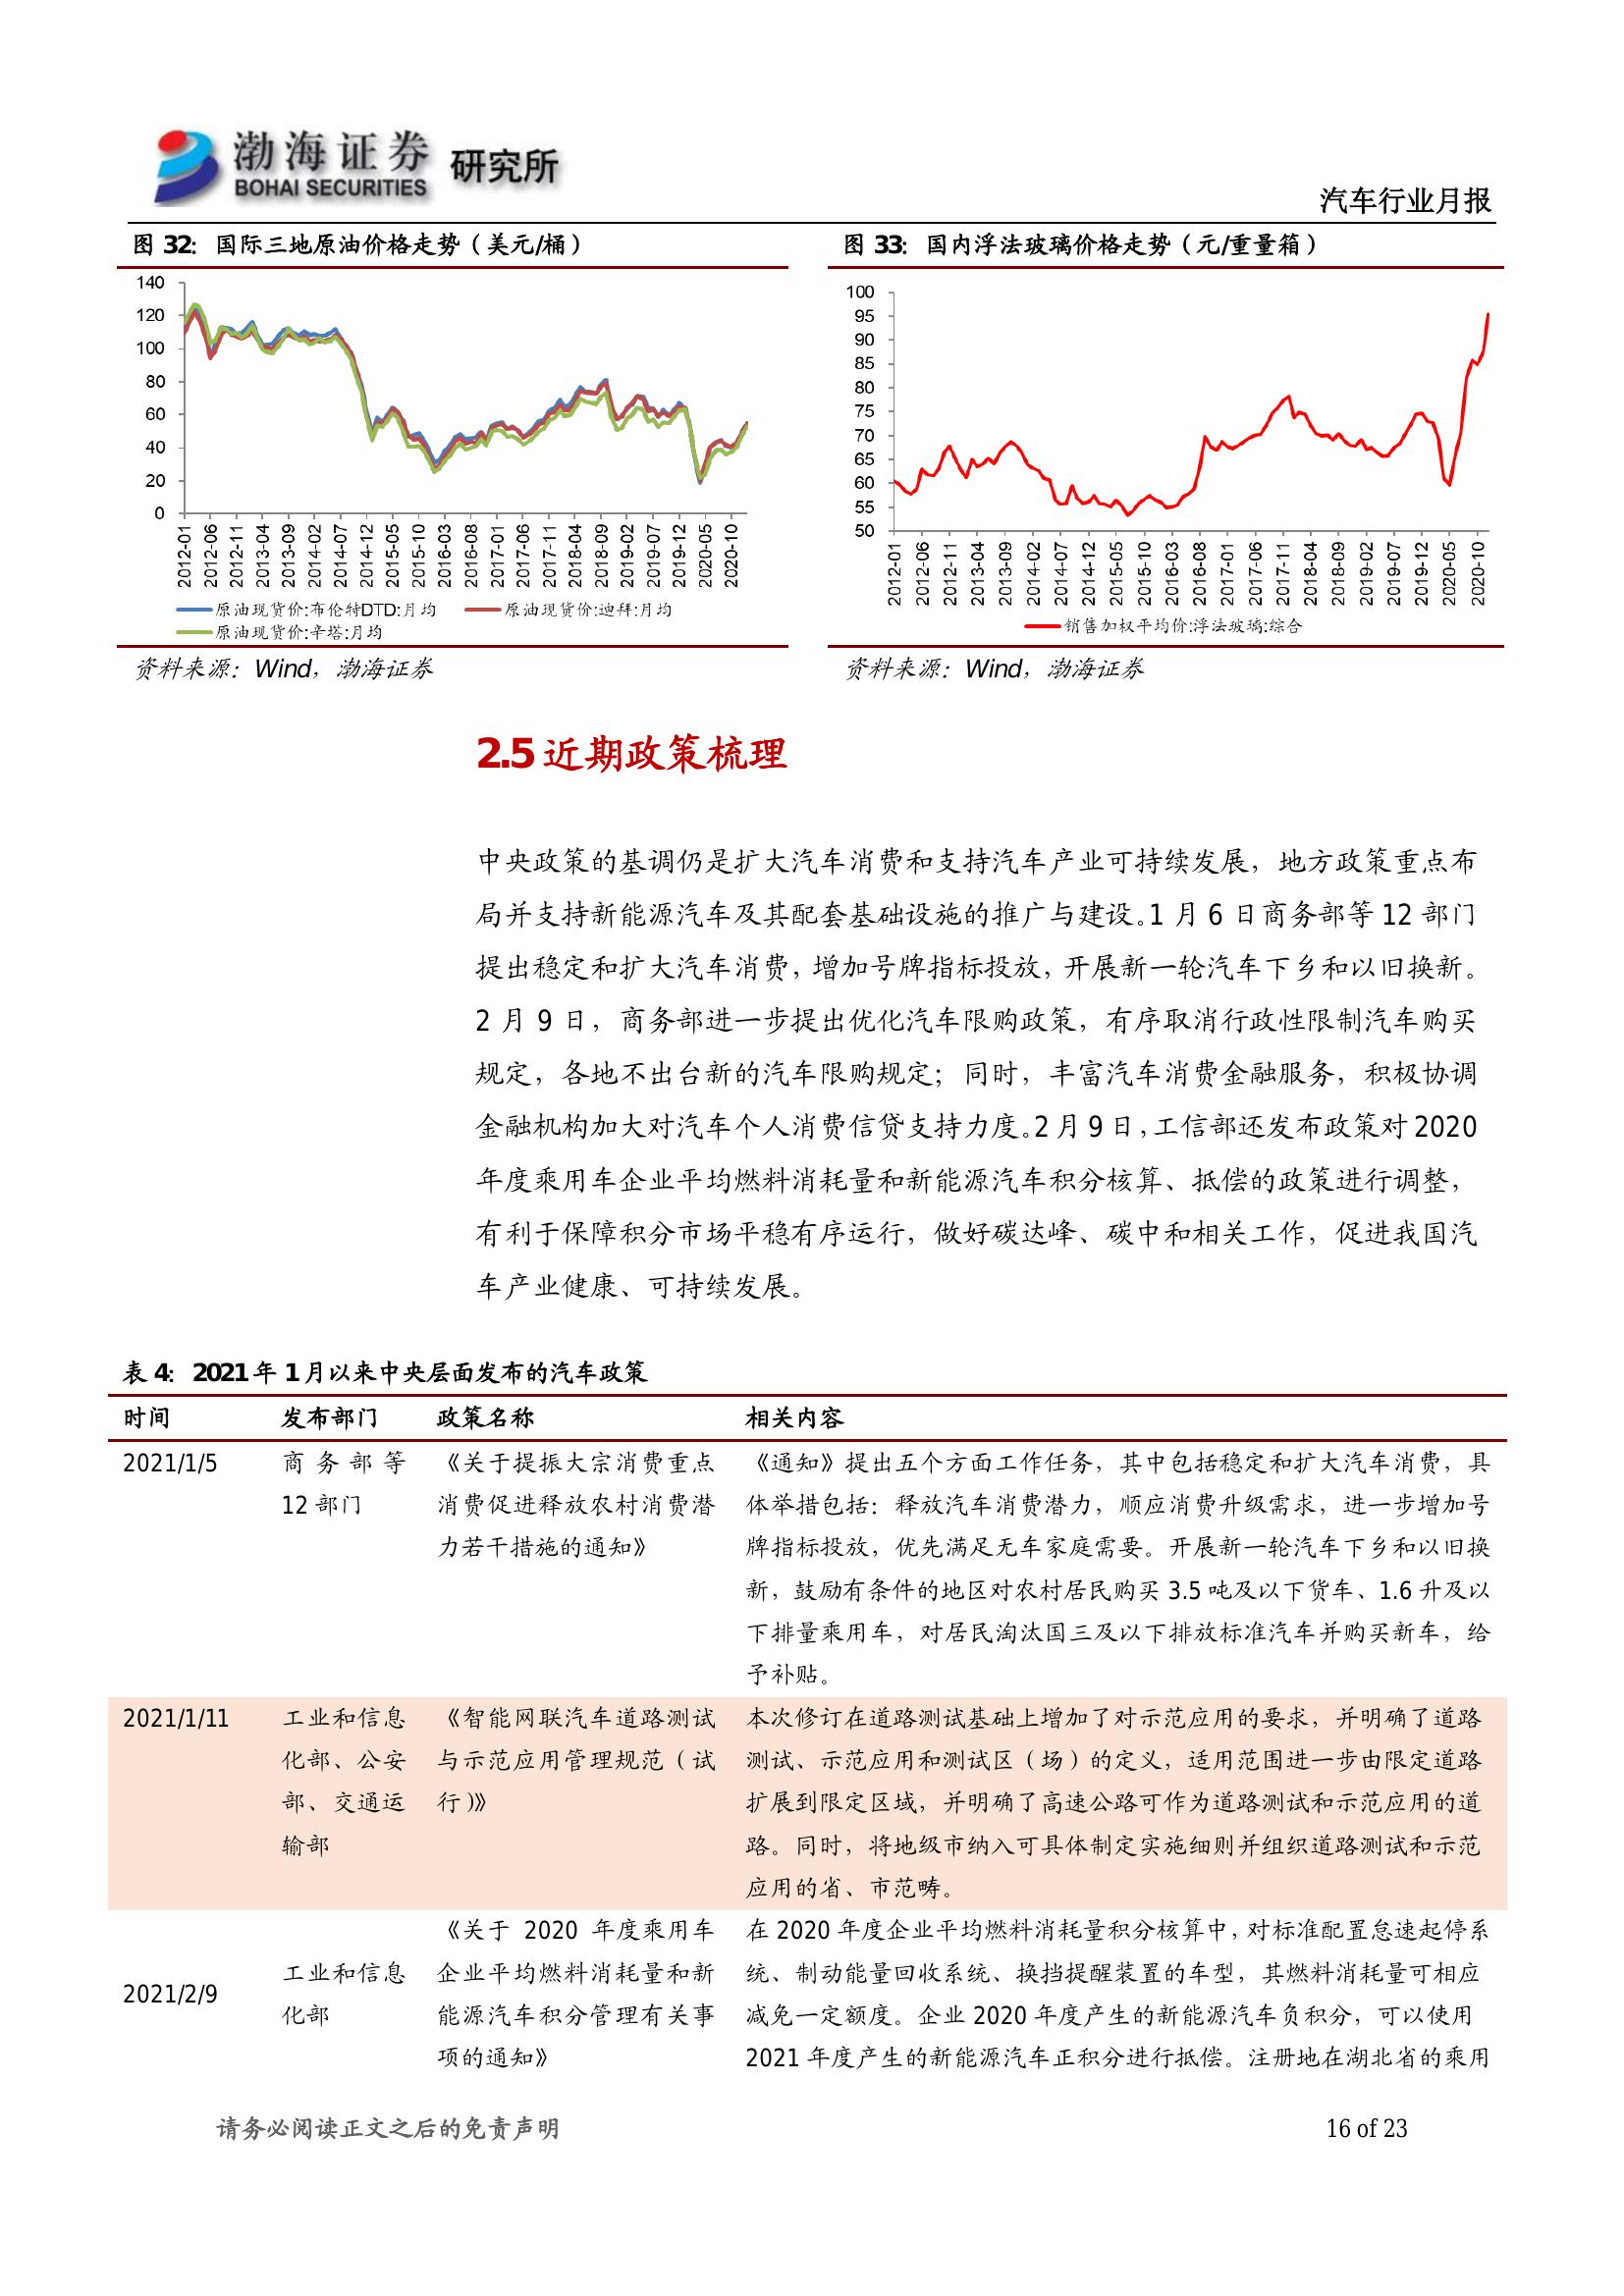 渤海证券
BOHAI SECURITIES
研究所
汽车行业月报
图 32：国际三地原油价格走势（美元/桶）
140
120
100
80
60
40
20
0
2012-01
2012-06
2012-11
2013-04
2013-09
2014-02
2014-07
2014-12
2015-05
2015-10
2016-03
2016-08
2017-01
2017-06
2017-11
2018-04
2018-09
2019-02
2019-07
2019-12
2020-05
2020-10
原油现货价:布伦特DTD:月均
原油现货价:迪拜:月均
原油现货价:辛塔:月均
资料来源：Wind，渤海证券
图 33：国内浮法玻璃价格走势（元/重量箱）
100
95
90
85
80
75
70
65
60
55
50
2012-01
2012-06
2012-11
2013-04
2013-09
2014-02
2014-07
2014-12
2015-05
2015-10
2016-03
2016-08
2017-01
2017-06
2017-11
2018-04
2018-09
2019-02
2019-07
2019-12
2020-05
2020-10
销售加权平均价:浮法玻璃:综合
资料来源：Wind，渤海证券
2.5 近期政策梳理
中央政策的基调仍是扩大汽车消费和支持汽车产业可持续发展，地方政策重点布
局并支持新能源汽车及其配套基础设施的推广与建设。1 月 6 日商务部等 12 部门
提出稳定和扩大汽车消费，增加号牌指标投放，开展新一轮汽车下乡和以旧换新。
2 月 9 日，商务部进一步提出优化汽车限购政策，有序取消行政性限制汽车购买
规定，各地不出台新的汽车限购规定；同时，丰富汽车消费金融服务，积极协调
金融机构加大对汽车个人消费信贷支持力度。2 月 9 日，工信部还发布政策对 2020
年度乘用车企业平均燃料消耗量和新能源汽车积分核算、抵偿的政策进行调整，
有利于保障积分市场平稳有序运行，做好碳达峰、碳中和相关工作，促进我国汽
车产业健康、可持续发展。
表 4：2021 年 1 月以来中央层面发布的汽车政策
时间 发布部门 政策名称 相关内容
2021/1/5
商务部等
12 部门
《关于提振大宗消费重点
消费促进释放农村消费潜
力若干措施的通知》
《通知》提出五个方面工作任务，其中包括稳定和扩大汽车消费，具
体举措包括：释放汽车消费潜力，顺应消费升级需求，进一步增加号
牌指标投放，优先满足无车家庭需要。开展新一轮汽车下乡和以旧换
新，鼓励有条件的地区对农村居民购买 3.5 吨及以下货车、1.6 升及以
下排量乘用车，对居民淘汰国三及以下排放标准汽车并购买新车，给
予补贴。
2021/1/11
工业和信息
化部、公安
部、交通运
输部
《智能网联汽车道路测试
与示范应用管理规范（试
行）》
本次修订在道路测试基础上增加了对示范应用的要求，并明确了道路
测试、示范应用和测试区（场）的定义，适用范围进一步由限定道路
扩展到限定区域，并明确了高速公路可作为道路测试和示范应用的道
路。同时，将地级市纳入可具体制定实施细则并组织道路测试和示范
应用的省、市范畴。
2021/2/9
工业和信息
化部
《关于 2020 年度乘用车
企业平均燃料消耗量和新
能源汽车积分管理有关事
项的通知》
在 2020 年度企业平均燃料消耗量积分核算中，对标准配置怠速起停系
统、制动能量回收系统、换挡提醒装置的车型，其燃料消耗量可相应
减免一定额度。企业 2020 年度产生的新能源汽车负积分，可以使用
2021 年度产生的新能源汽车正积分进行抵偿。注册地在湖北省的乘用
请务必阅读正文之后的免责声明
16 of 23